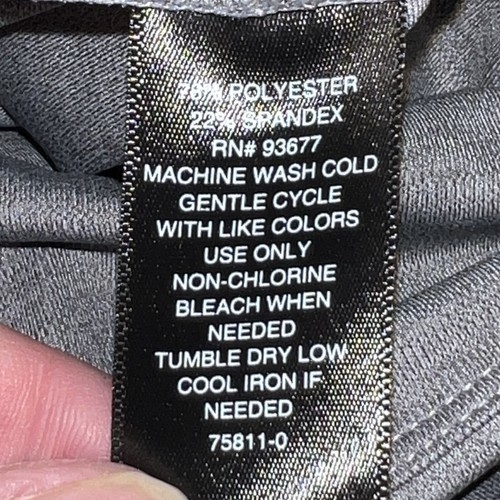 78% POLYESTER
22% SPANDEX
RN# 93677
MACHINE WASH COLD
GENTLE CYCLE
WITH LIKE COLORS
USE ONLY
NON-CHLORINE
BLEACH WHEN
NEEDED
TUMBLE DRY LOW
COOL IRON IF
NEEDED
75811-0